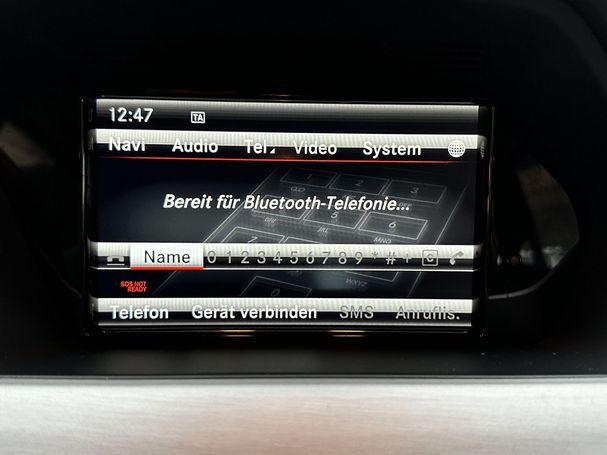 12:47 TA
Navi Audio Tel Video System
Bereit für Bluetooth-Telefonie...
Name 0 1 2 3 4 5 6 7 8 9 * # +
SOS NOT
READY
Telefon Gerät verbinden SMS Anruflis.